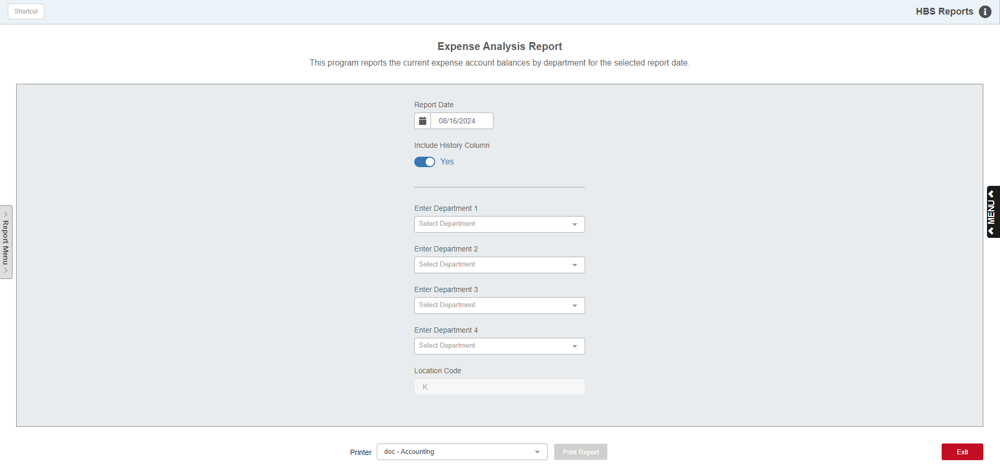 Shortcut
HBS Reports
Expense Analysis Report
This program reports the current expense account balances by department for the selected report date.
Report Date
08/16/2024
Include History Column
Yes
Enter Department 1
Select Department
Enter Department 2
Select Department
Enter Department 3
Select Department
Enter Department 4
Select Department
Location Code
K
Report Menu
MENU
Printer
doc - Accounting
Print Report
Exit